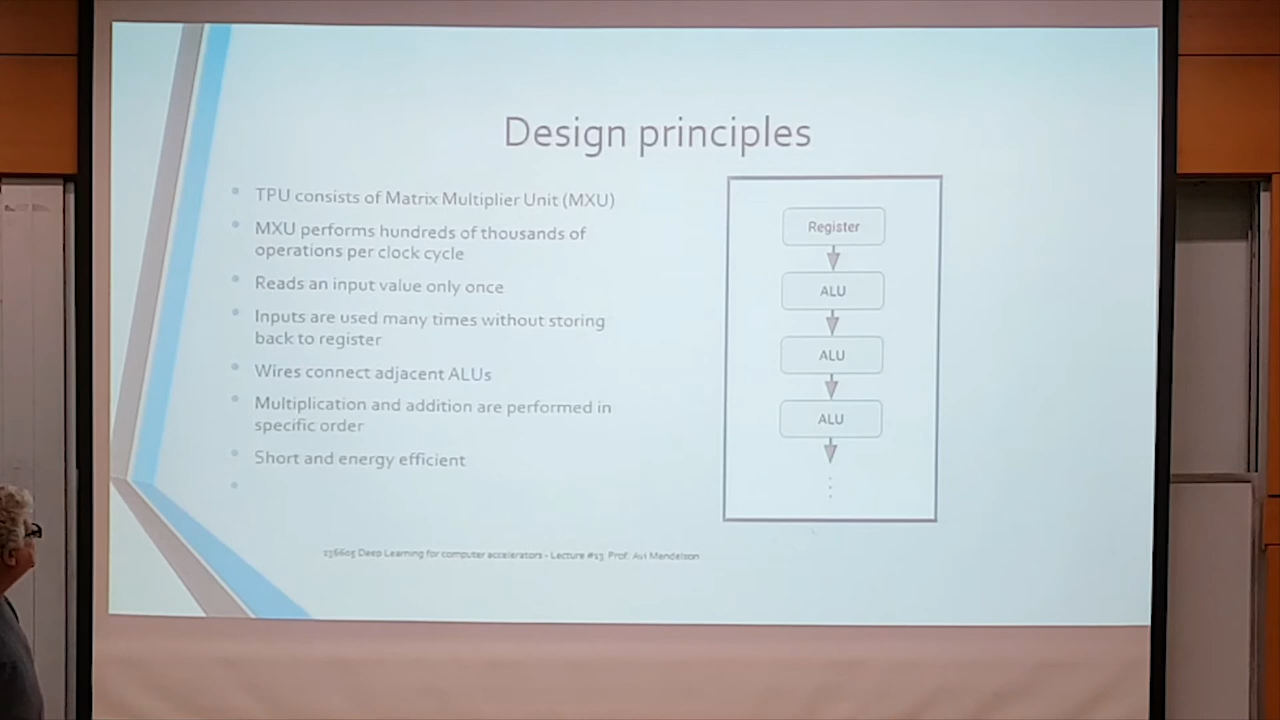 Design principles
TPU consists of Matrix Multiplier Unit (MXU)
MXU performs hundreds of thousands of
operations per clock cycle
Reads an input value only once
Inputs are used many times without storing
back to register
Wires connect adjacent ALUs
Multiplication and addition are performed in
specific order
Short and energy efficient
Register
ALU
ALU
ALU
236605 Deep Learning for computer accelerators - Lecture #13 Prof. Avi Mendelson